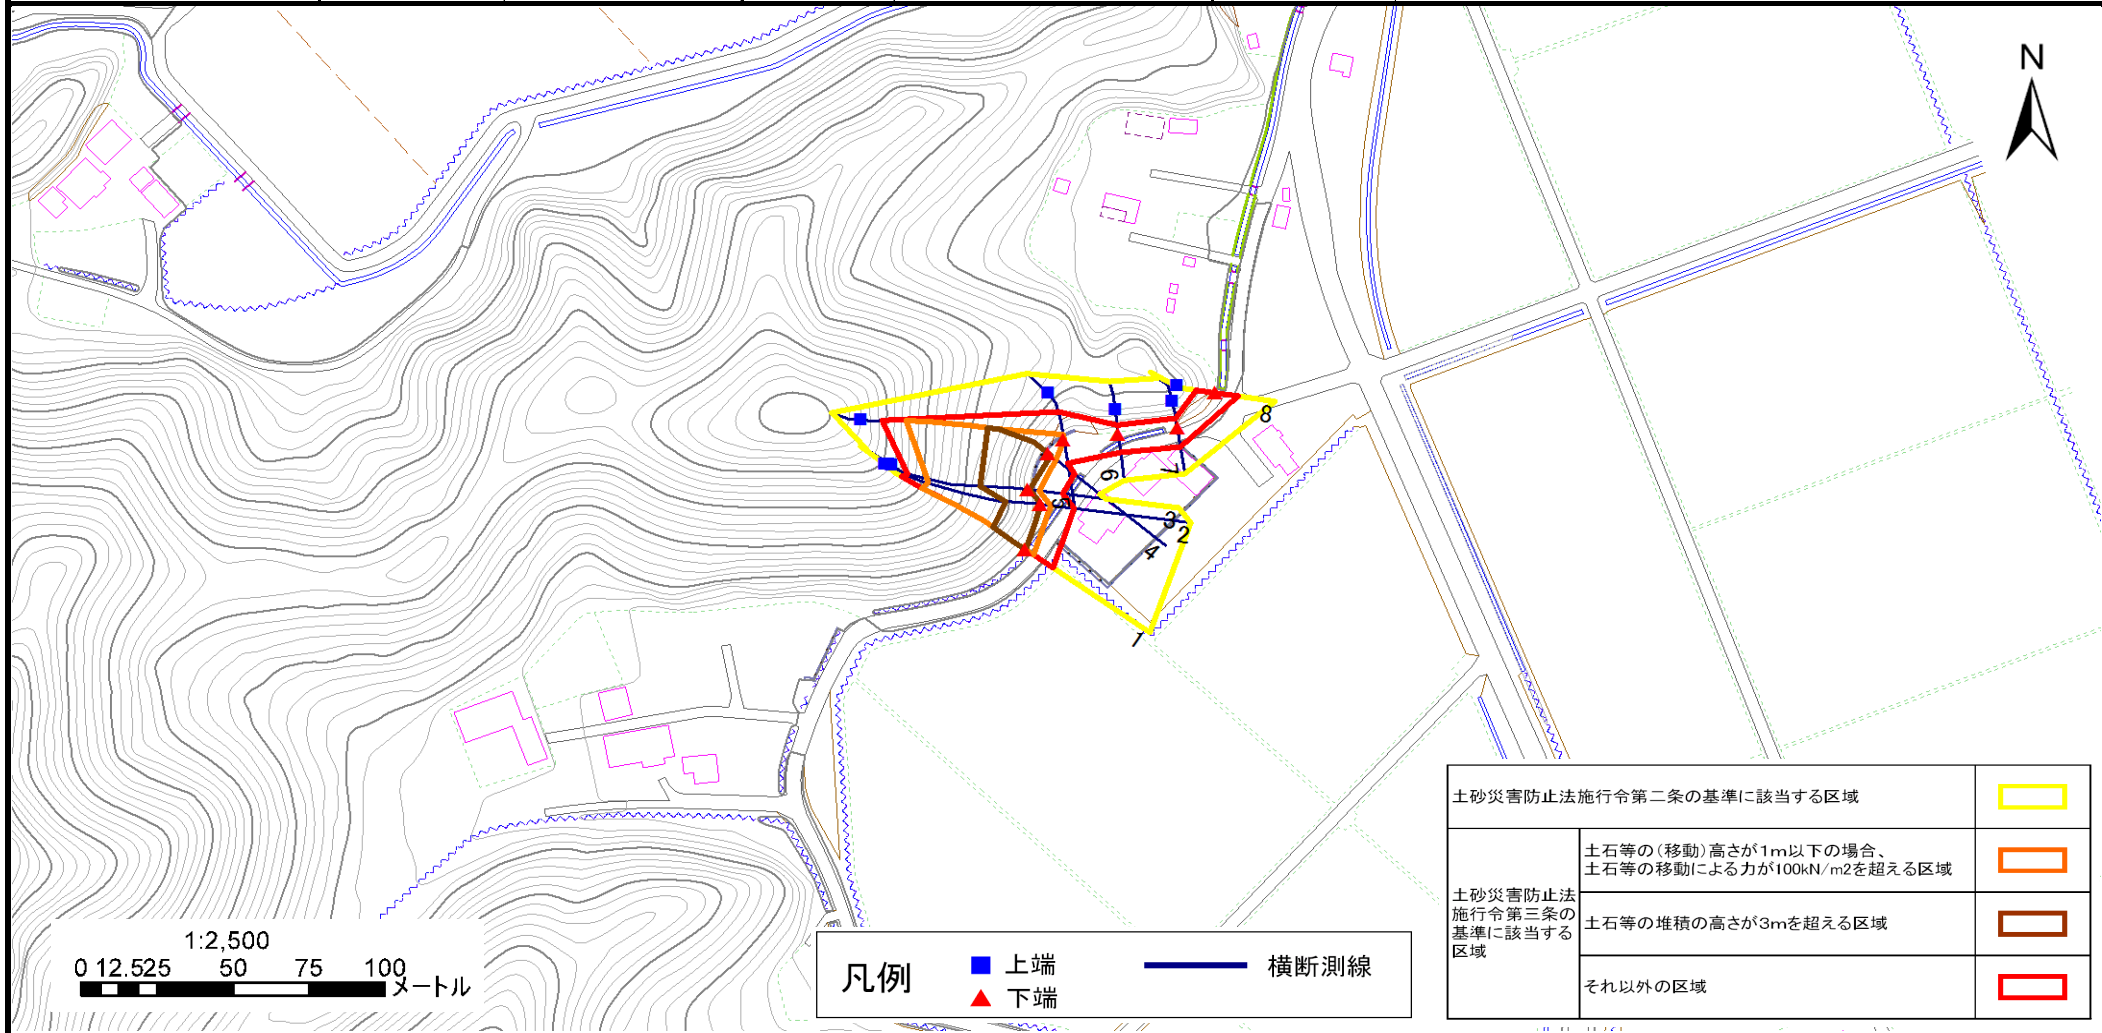 N
8
6
7
5
3
2
4
1
1:2,500
0 12.525 50 75 100
メートル
凡例
上端
下端
横断測線
土砂災害防止法施行令第二条の基準に該当する区域
土砂災害防止法
施行令第三条の
基準に該当する
区域
土石等の(移動)高さが1m以下の場合、
土石等の移動による力が100kN/m2を超える区域
土石等の堆積の高さが3mを超える区域
それ以外の区域